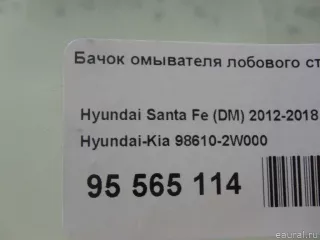 Бачок омывателя лобового ст
Hyundai Santa Fe (DM) 2012-2018
Hyundai-Kia 98610-2W000
95 565 114
eaural.ru